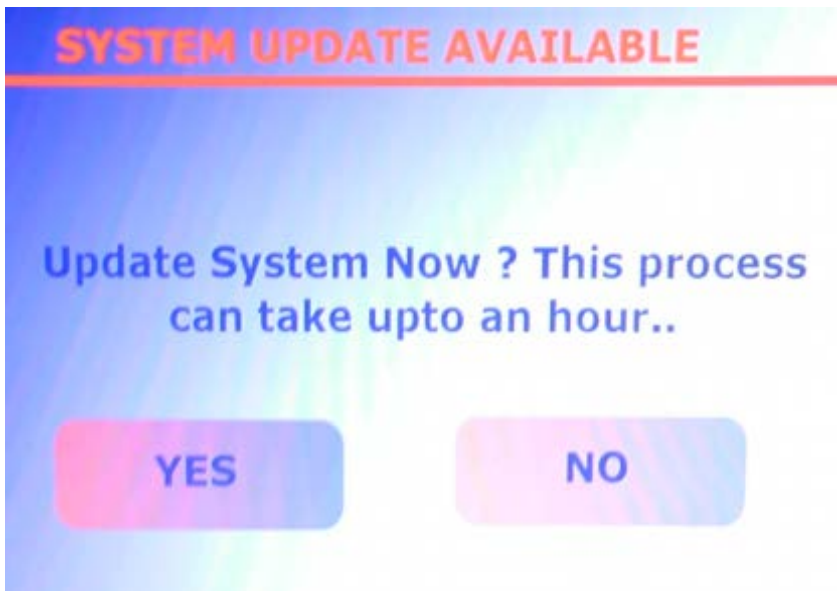 SYSTEM UPDATE AVAILABLE
Update System Now ? This process
can take upto an hour..
YES
NO